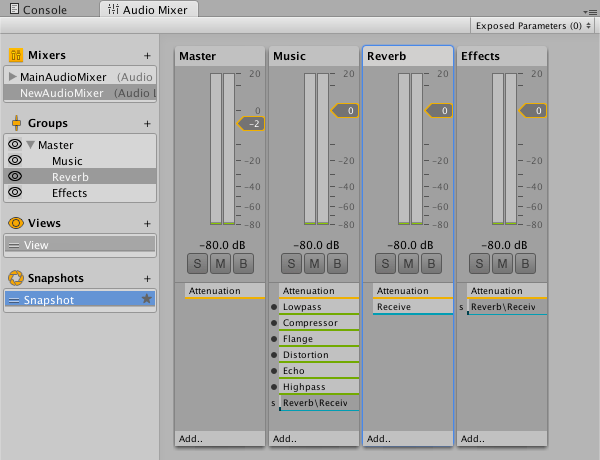 Console
Audio Mixer
Exposed Parameters (0)
Mixers +
MainAudioMixer (Audio
NewAudioMixer (Audio L
Groups +
Master
Music
Reverb
Effects
Views +
View
Snapshots +
Snapshot
Master
20
0
-2
-20
-40
-60
-80
-80.0 dB
S M B
Attenuation
Add..
Music
20
0
-20
-40
-60
-80
-80.0 dB
S M B
Attenuation
Lowpass
Compressor
Flange
Distortion
Echo
Highpass
s Reverb\Receiv
Add..
Reverb
20
0
-20
-40
-60
-80
-80.0 dB
S M B
Attenuation
Receive
Add..
Effects
20
0
-20
-40
-60
-80
-80.0 dB
S M B
Attenuation
s Reverb\Receiv
Add..